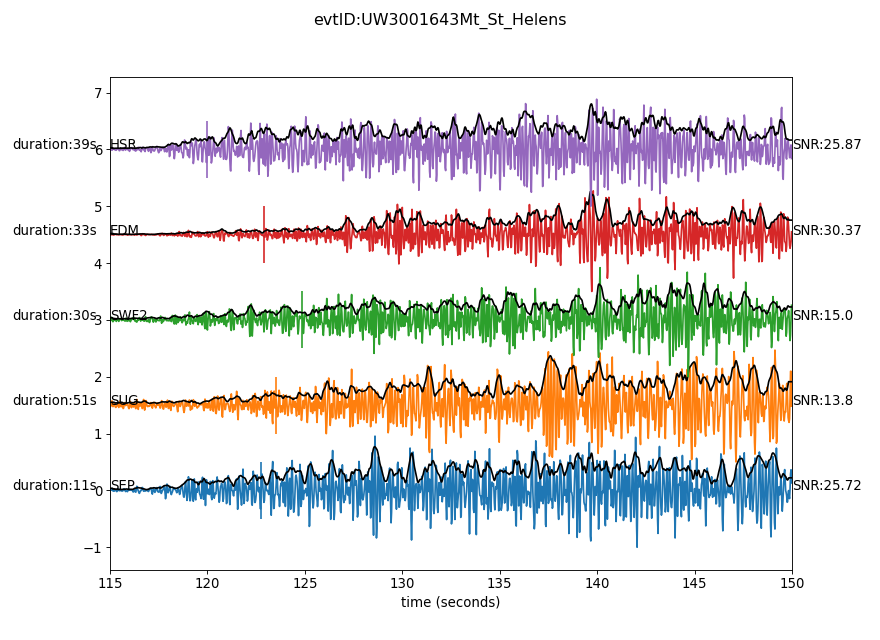 evtID:UW3001643Mt_St_Helens
7
duration:39s HSR 6 SNR:25.87
5
duration:33s EDM SNR:30.37
4
duration:30s SWF2 3 SNR:15.0
2
duration:51s SUG SNR:13.8
1
duration:11s SEP 0 SNR:25.72
−1
115 120 125 130 135 140 145 150
time (seconds)